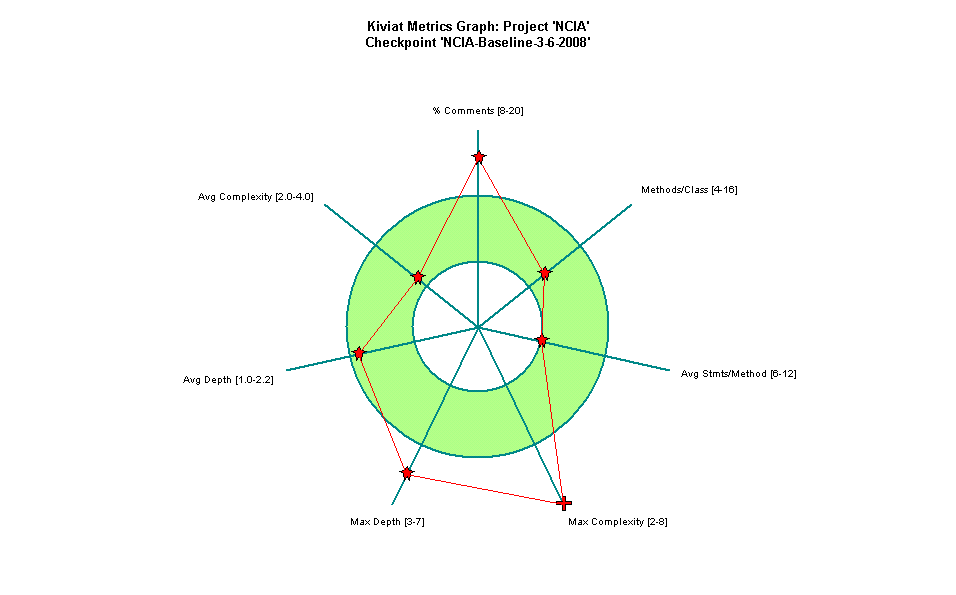 Kiviat Metrics Graph: Project 'NCIA'
Checkpoint 'NCIA-Baseline-3-6-2008'
% Comments [8-20]
Methods/Class [4-16]
Avg Complexity [2.0-4.0]
Avg Stmts/Method [6-12]
Avg Depth [1.0-2.2]
Max Depth [3-7]
Max Complexity [2-8]